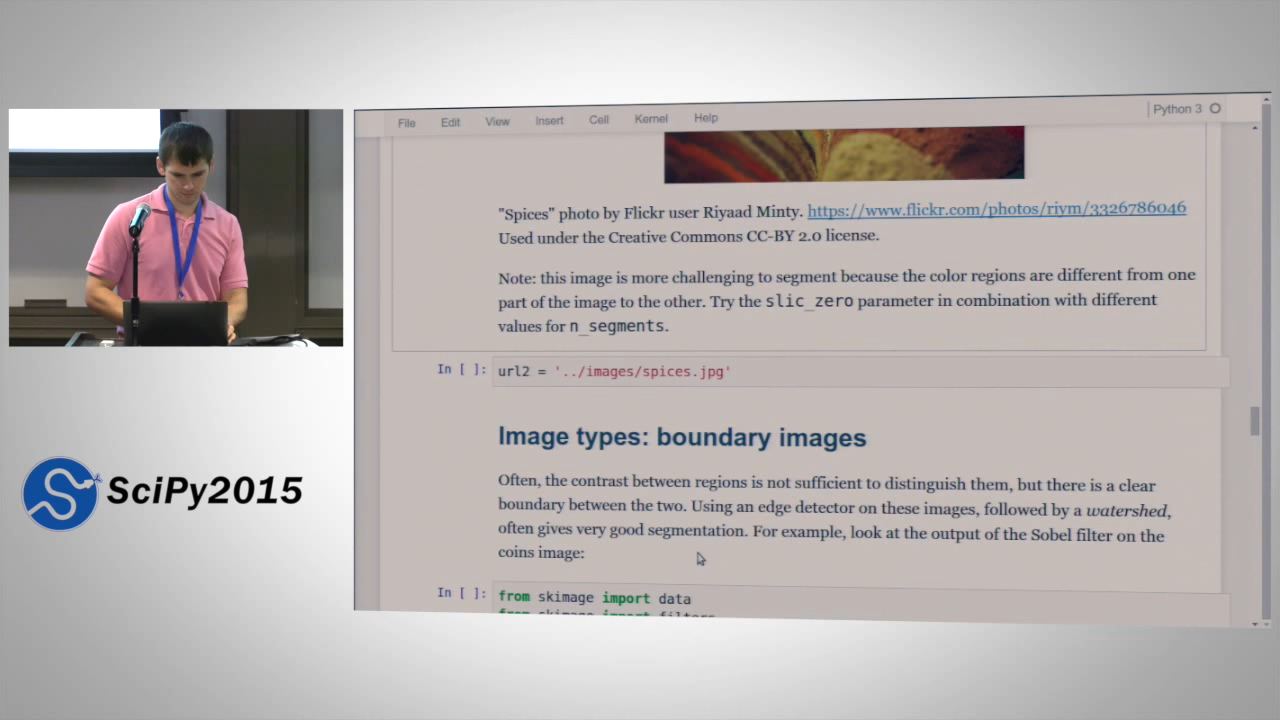 File Edit View Insert Cell Kernel Help
Python 3
"Spices" photo by Flickr user Riyaad Minty. https://www.flickr.com/photos/riym/3326786046
Used under the Creative Commons CC-BY 2.0 license.
Note: this image is more challenging to segment because the color regions are different from one
part of the image to the other. Try the slic_zero parameter in combination with different
values for n_segments.
In [ ]: url2 = '../images/spices.jpg'
Image types: boundary images
Often, the contrast between regions is not sufficient to distinguish them, but there is a clear
boundary between the two. Using an edge detector on these images, followed by a watershed,
often gives very good segmentation. For example, look at the output of the Sobel filter on the
coins image:
In [ ]: from skimage import data
from skimage import filters
SciPy2015